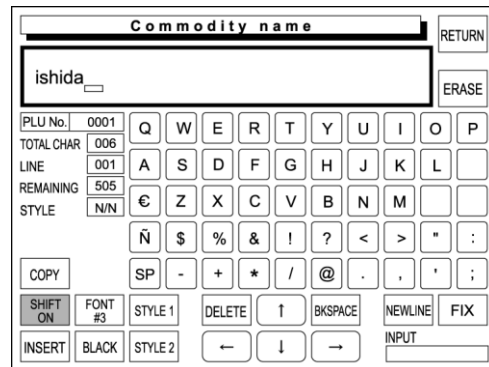 Commodity name
RETURN
ishida_
ERASE
PLU No. 0001
TOTAL CHAR 006
LINE 001
REMAINING 505
STYLE N/N
Q W E R T Y U I O P
A S D F G H J K L
€ Z X C V B N M
Ñ $ % & ! ? < > " :
COPY SP - + * / @ . , ' ;
SHIFT ON FONT #3 STYLE 1 DELETE ↑ BKSPACE NEWLINE FIX
INSERT BLACK STYLE 2 ← ↓ → INPUT